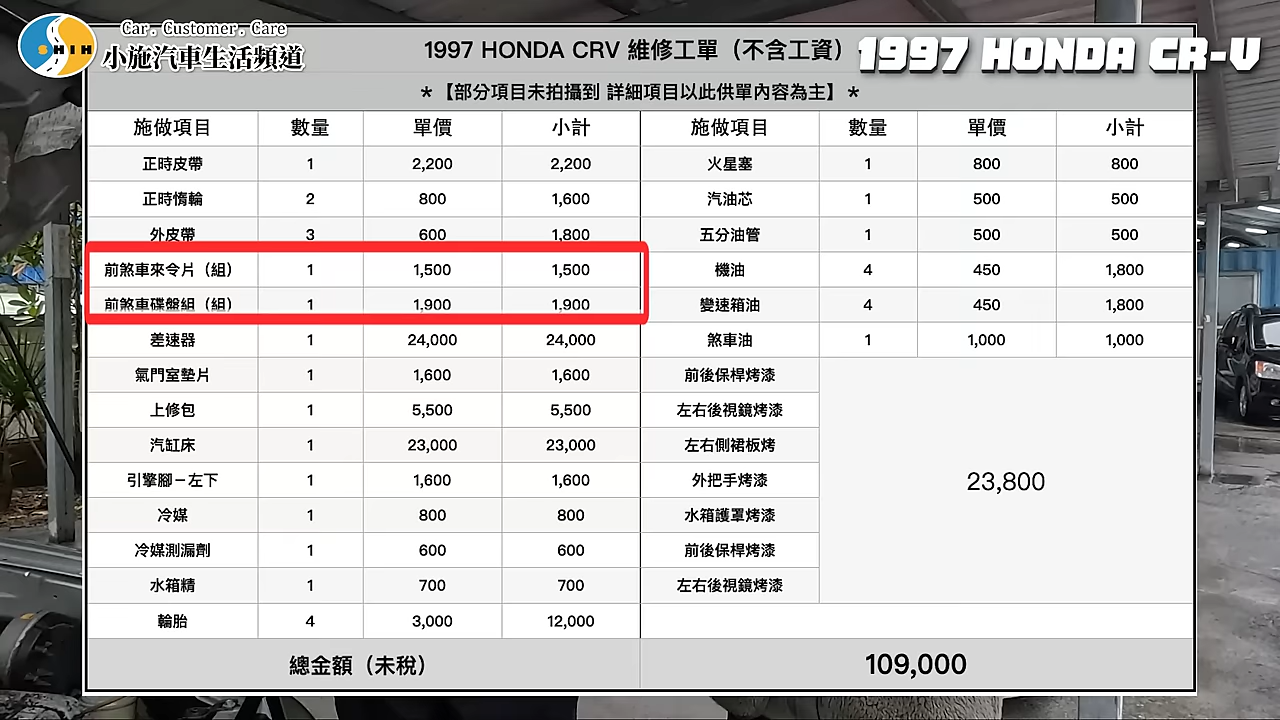 Car. Customer. Care
SHIH
小施汽車生活頻道
1997 HONDA CR-V
1997 HONDA CRV 維修工單（不含工資）
＊【部分項目未拍攝到 詳細項目以此供單內容為主】＊
施做項目 數量 單價 小計 施做項目 數量 單價 小計
正時皮帶 1 2,200 2,200 火星塞 1 800 800
正時惰輪 2 800 1,600 汽油芯 1 500 500
外皮帶 3 600 1,800 五分油管 1 500 500
前煞車來令片（組） 1 1,500 1,500 機油 4 450 1,800
前煞車碟盤組（組） 1 1,900 1,900 變速箱油 4 450 1,800
差速器 1 24,000 24,000 煞車油 1 1,000 1,000
氣門室墊片 1 1,600 1,600 前後保桿烤漆
上修包 1 5,500 5,500 左右後視鏡烤漆
汽缸床 1 23,000 23,000 左右側裙板烤
引擎腳－左下 1 1,600 1,600 外把手烤漆 23,800
冷媒 1 800 800 水箱護罩烤漆
冷媒測漏劑 1 600 600 前後保桿烤漆
水箱精 1 700 700 左右後視鏡烤漆
輪胎 4 3,000 12,000
總金額（未稅） 109,000